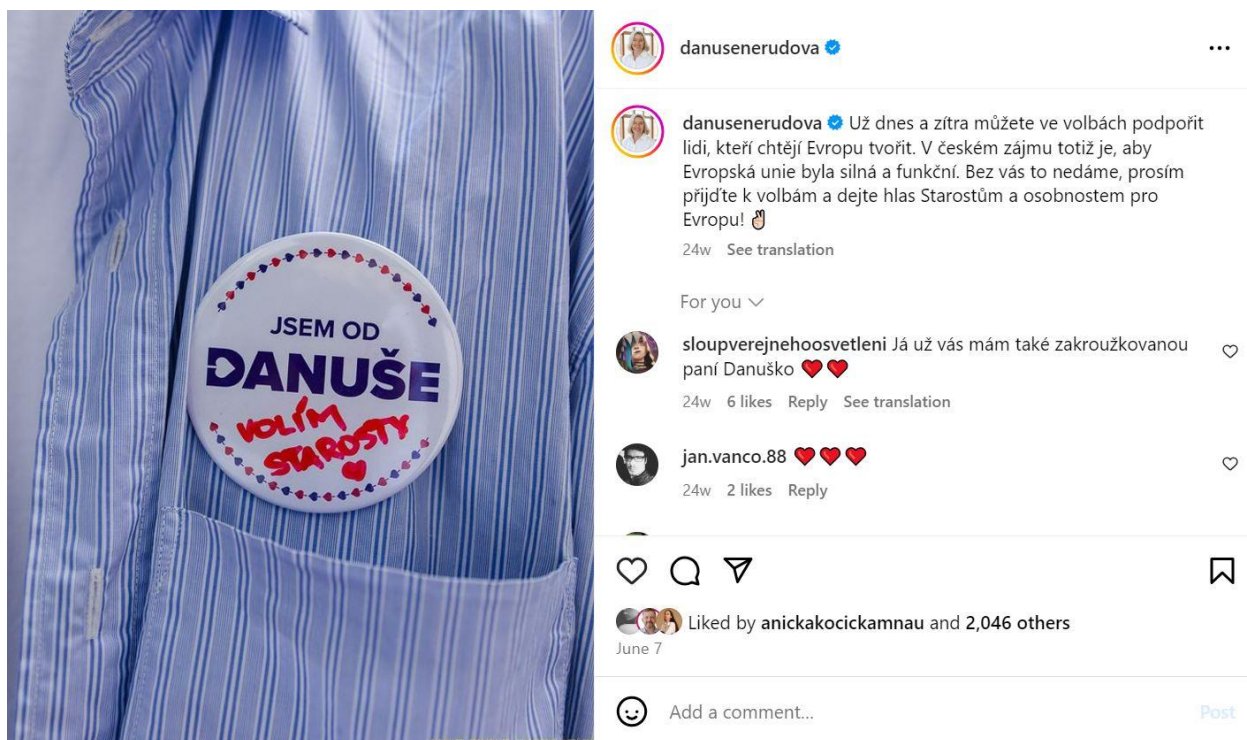 JSEM OD
DANUŠE
VOLÍM
STAROSTY
danusenerudova
danusenerudova Už dnes a zítra můžete ve volbách podpořit
lidi, kteří chtějí Evropu tvořit. V českém zájmu totiž je, aby
Evropská unie byla silná a funkční. Bez vás to nedáme, prosím
přijďte k volbám a dejte hlas Starostům a osobnostem pro
Evropu! ✌🏻
24w See translation
For you
sloupverejnehoosvetleni Já už vás mám také zakroužkovanou
paní Danuško ❤️❤️
24w 6 likes Reply See translation
jan.vanco.88 ❤️❤️❤️
24w 2 likes Reply
Liked by anickakocickamnau and 2,046 others
June 7
Add a comment...
Post